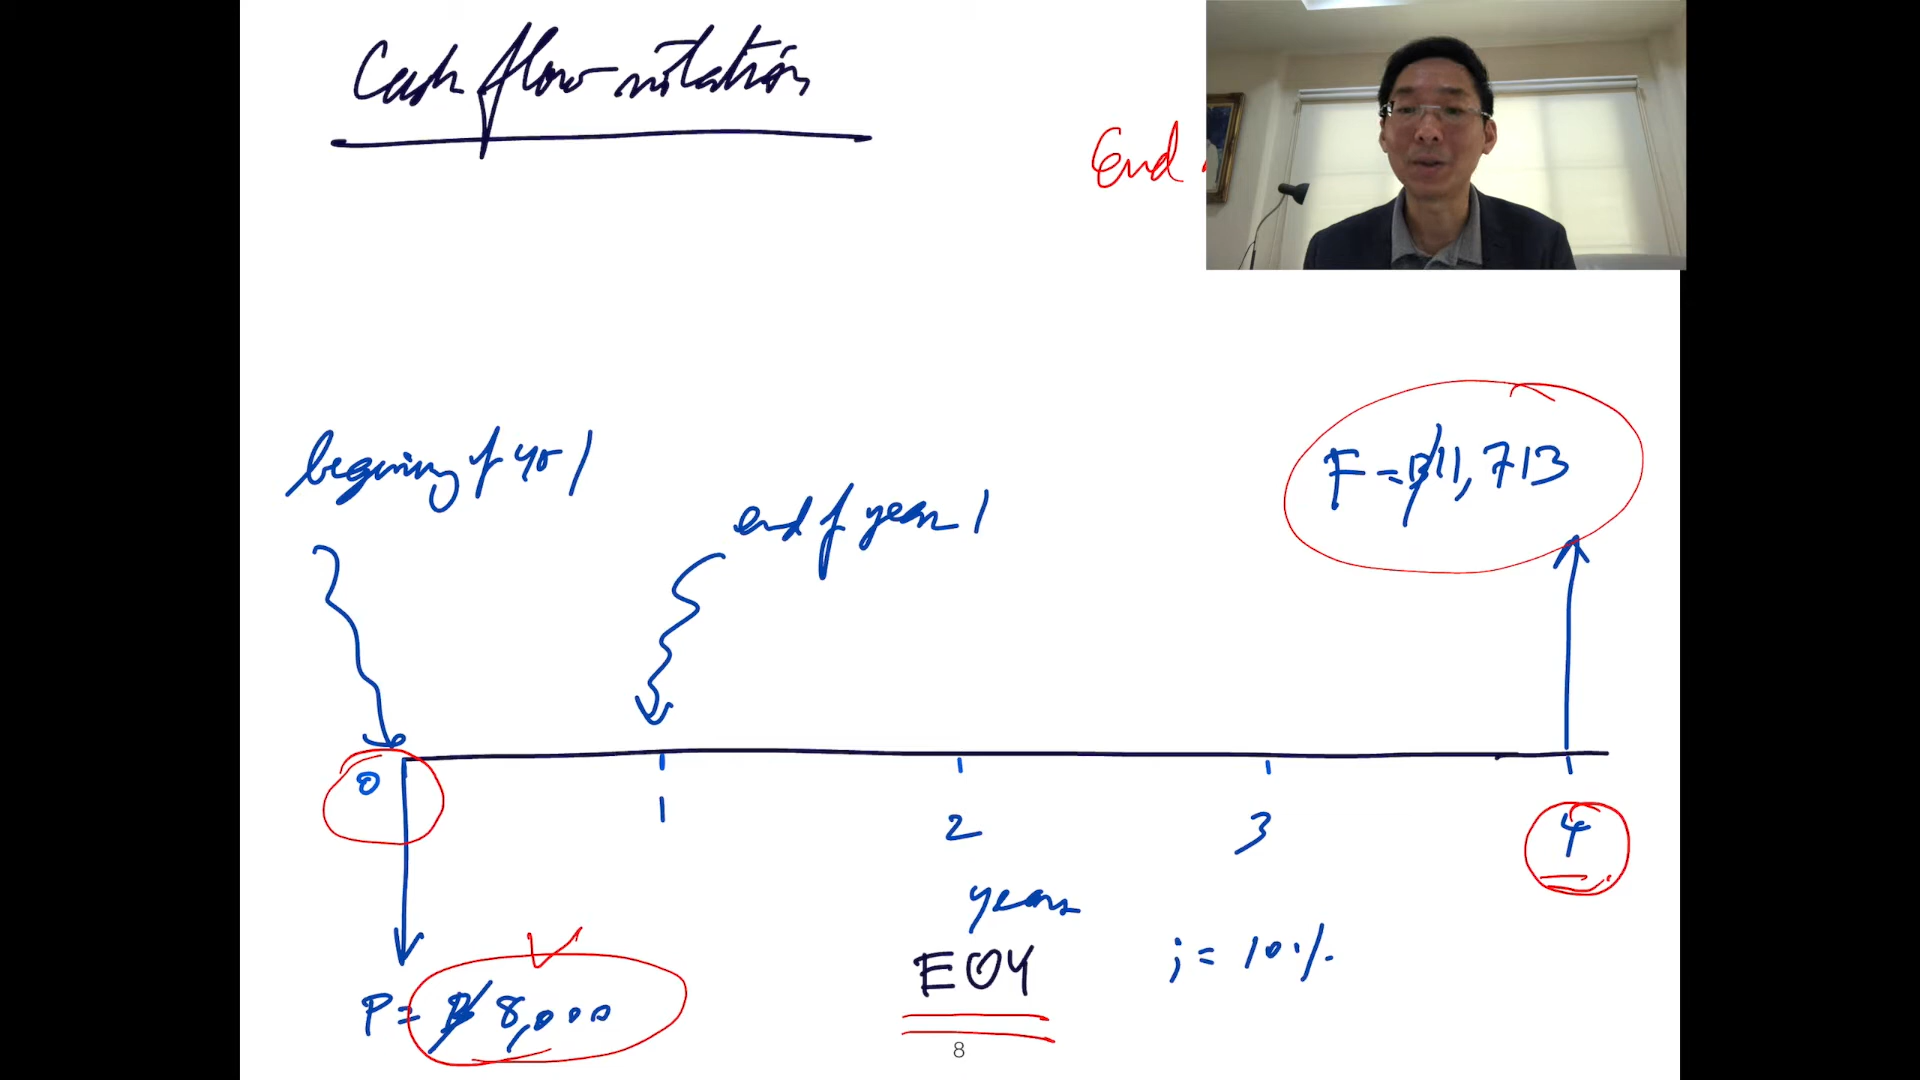 Cash flow notation
End
begining of yr 1
end of year 1
F = ฿11,713
0
1
2
3
4
years
EOY
i = 10%
P = ฿8,000
8